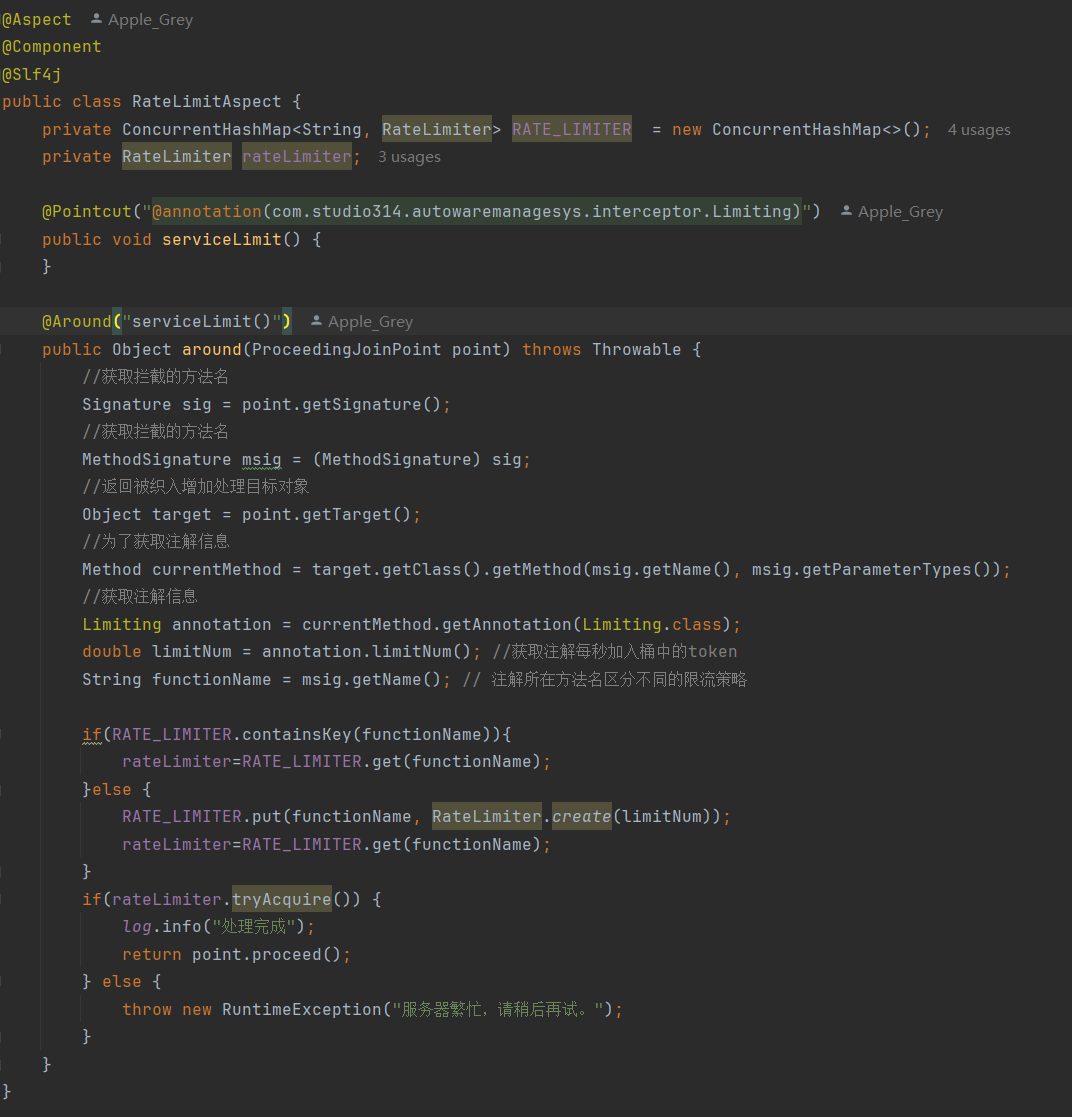 @Aspect Apple_Grey
@Component
@Slf4j
public class RateLimitAspect {
    private ConcurrentHashMap<String, RateLimiter> RATE_LIMITER  = new ConcurrentHashMap<>(); 4 usages
    private RateLimiter rateLimiter; 3 usages

    @Pointcut("@annotation(com.studio314.autowaremanagesys.interceptor.Limiting)") Apple_Grey
    public void serviceLimit() {
    }

    @Around("serviceLimit()") Apple_Grey
    public Object around(ProceedingJoinPoint point) throws Throwable {
        //获取拦截的方法名
        Signature sig = point.getSignature();
        //获取拦截的方法名
        MethodSignature msig = (MethodSignature) sig;
        //返回被织入增加处理目标对象
        Object target = point.getTarget();
        //为了获取注解信息
        Method currentMethod = target.getClass().getMethod(msig.getName(), msig.getParameterTypes());
        //获取注解信息
        Limiting annotation = currentMethod.getAnnotation(Limiting.class);
        double limitNum = annotation.limitNum(); //获取注解每秒加入桶中的token
        String functionName = msig.getName(); // 注解所在方法名区分不同的限流策略

        if(RATE_LIMITER.containsKey(functionName)){
            rateLimiter=RATE_LIMITER.get(functionName);
        }else {
            RATE_LIMITER.put(functionName, RateLimiter.create(limitNum));
            rateLimiter=RATE_LIMITER.get(functionName);
        }
        if(rateLimiter.tryAcquire()) {
            log.info("处理完成");
            return point.proceed();
        } else {
            throw new RuntimeException("服务器繁忙，请稍后再试。");
        }
    }
}